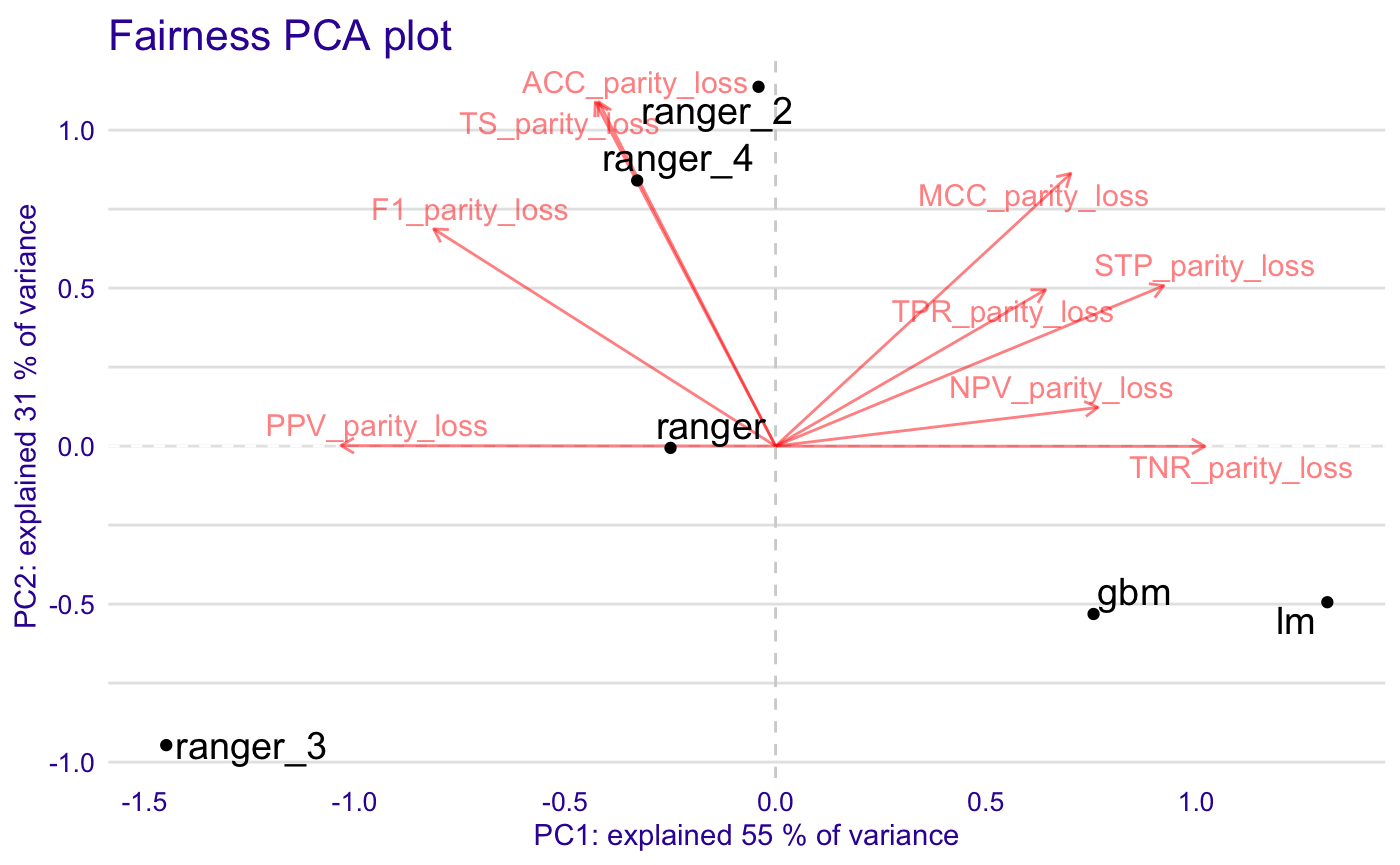 Fairness PCA plot
ACC_parity_loss
ranger_2
TS_parity_loss
ranger_4
MCC_parity_loss
F1_parity_loss
STP_parity_loss
TPR_parity_loss
NPV_parity_loss
PPV_parity_loss
ranger
TNR_parity_loss
gbm
lm
ranger_3
1.0
0.5
0.0
-0.5
-1.0
PC2: explained 31 % of variance
-1.5 -1.0 -0.5 0.0 0.5 1.0
PC1: explained 55 % of variance